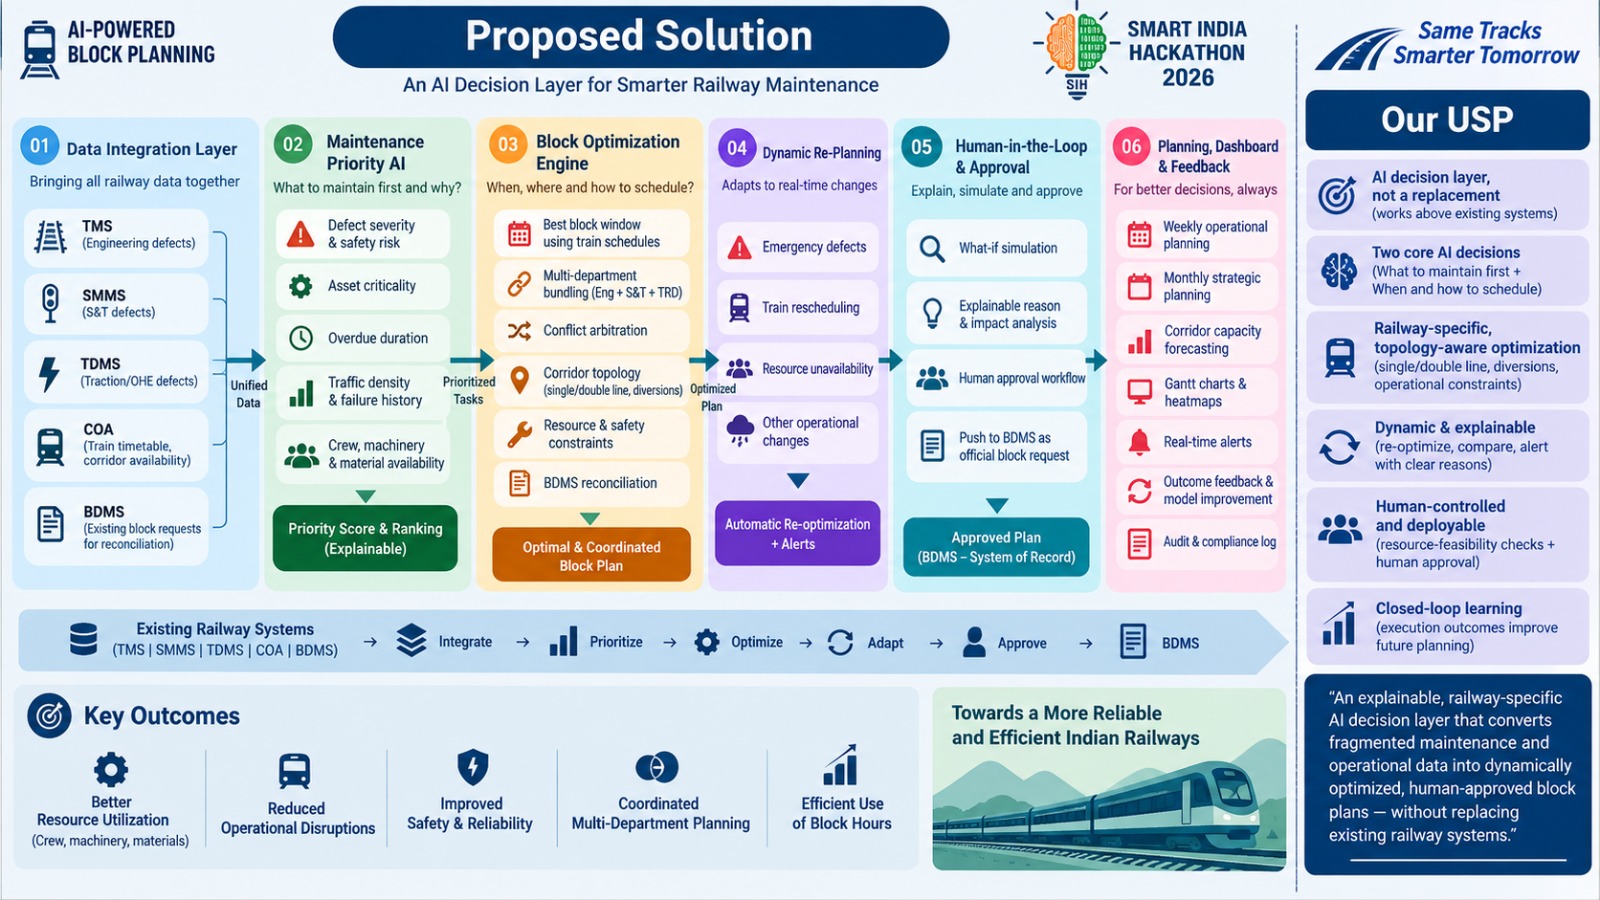 AI-POWERED
BLOCK PLANNING
Proposed Solution
An AI Decision Layer for Smarter Railway Maintenance
SIH
SMART INDIA
HACKATHON
2026
Same Tracks
Smarter Tomorrow
01
Data Integration Layer
Bringing all railway data together
TMS
(Engineering defects)
SMMS
(S&T defects)
TDMS
(Traction/OHE defects)
COA
(Train timetable,
corridor availability)
BDMS
(Existing block requests
for reconciliation)
Unified
Data
02
Maintenance
Priority AI
What to maintain first and why?
Defect severity
& safety risk
Asset criticality
Overdue duration
Traffic density
& failure history
Crew, machinery
& material availability
Priority Score & Ranking
(Explainable)
Prioritized
Tasks
03
Block Optimization
Engine
When, where and how to schedule?
Best block window
using train schedules
Multi-department
bundling (Eng + S&T + TRD)
Conflict arbitration
Corridor topology
(single/double line, diversions)
Resource & safety
constraints
BDMS reconciliation
Optimal & Coordinated
Block Plan
Optimized
Plan
04
Dynamic Re-Planning
Adapts to real-time changes
Emergency defects
Train rescheduling
Resource unavailability
Other operational
changes
Automatic Re-optimization
+ Alerts
05
Human-in-the-Loop
& Approval
Explain, simulate and approve
What-if simulation
Explainable reason
& impact analysis
Human approval workflow
Push to BDMS as
official block request
Approved Plan
(BDMS – System of Record)
06
Planning, Dashboard
& Feedback
For better decisions, always
Weekly operational
planning
Monthly strategic
planning
Corridor capacity
forecasting
Gantt charts &
heatmaps
Real-time alerts
Outcome feedback &
model improvement
Audit & compliance log
Existing Railway Systems
(TMS | SMMS | TDMS | COA | BDMS)
→ Integrate
→ Prioritize
→ Optimize
→ Adapt
→ Approve
→ BDMS
Key Outcomes
Better
Resource Utilization
(Crew, machinery, materials)
Reduced
Operational Disruptions
Improved
Safety & Reliability
Coordinated
Multi-Department Planning
Efficient Use
of Block Hours
Towards a More Reliable
and Efficient Indian Railways
Our USP
AI decision layer,
not a replacement
(works above existing systems)
Two core AI decisions
(What to maintain first +
When and how to schedule)
Railway-specific,
topology-aware optimization
(single/double line, diversions,
operational constraints)
Dynamic & explainable
(re-optimize, compare, alert
with clear reasons)
Human-controlled
and deployable
(resource-feasibility checks +
human approval)
Closed-loop learning
(execution outcomes improve
future planning)
“An explainable, railway-specific
AI decision layer that converts
fragmented maintenance and
operational data into dynamically
optimized, human-approved block
plans — without replacing
existing railway systems.”